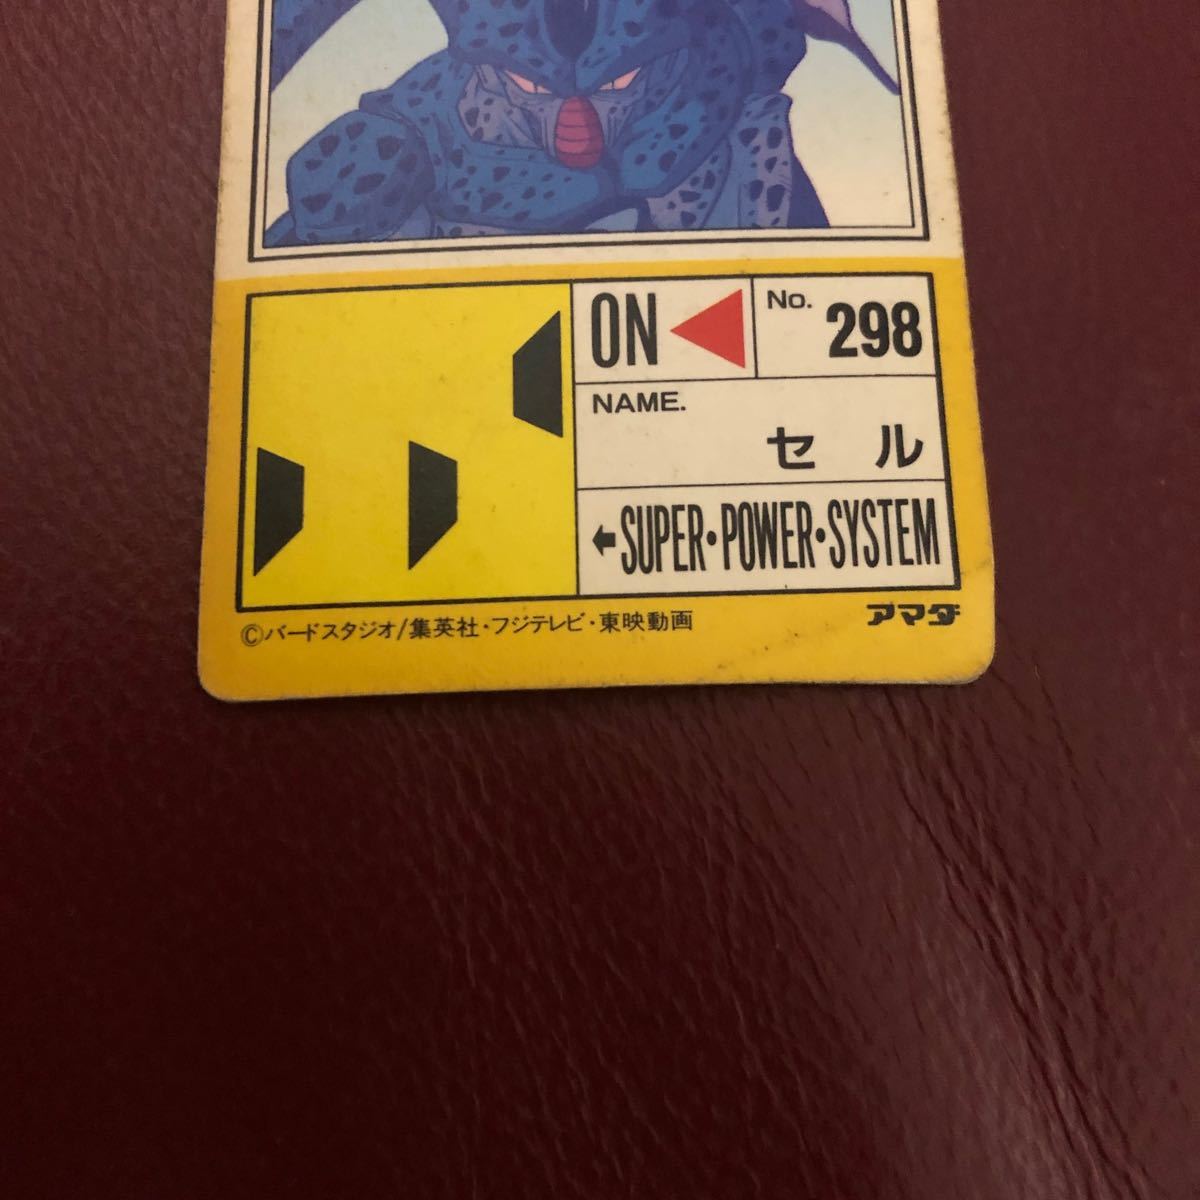 ON
No. 298
NAME.
セル
←SUPER・POWER・SYSTEM
©バードスタジオ/集英社・フジテレビ・東映動画
アマダ